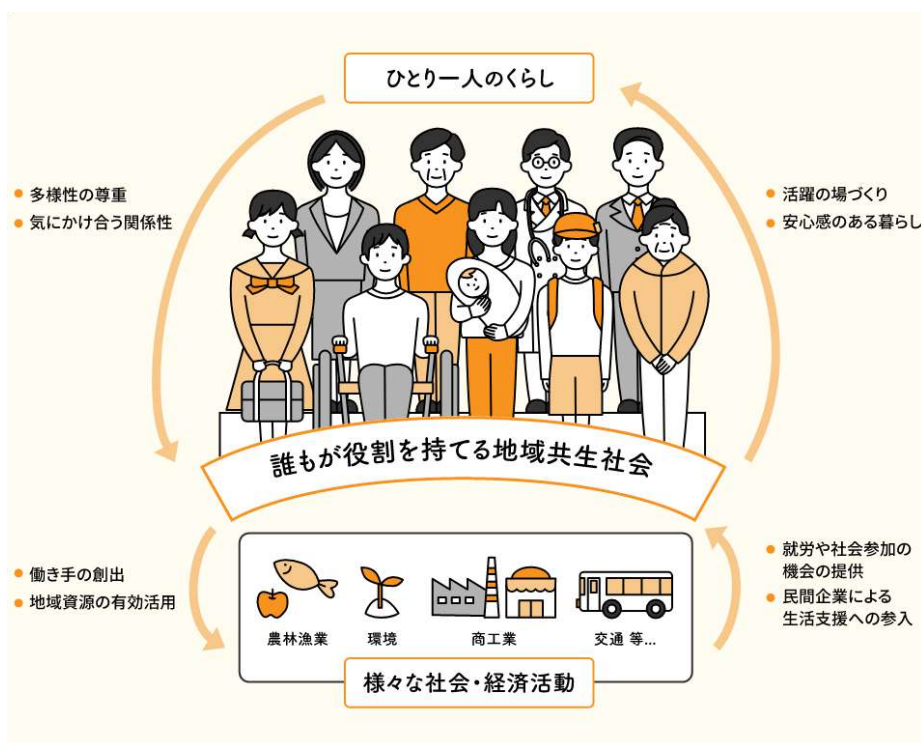 ひとり一人のくらし
多様性の尊重
気にかけ合う関係性
活躍の場づくり
安心感のある暮らし
誰もが役割を持てる地域共生社会
働き手の創出
地域資源の有効活用
就労や社会参加の
機会の提供
民間企業による
生活支援への参入
農林漁業
環境
商工業
交通 等...
様々な社会・経済活動